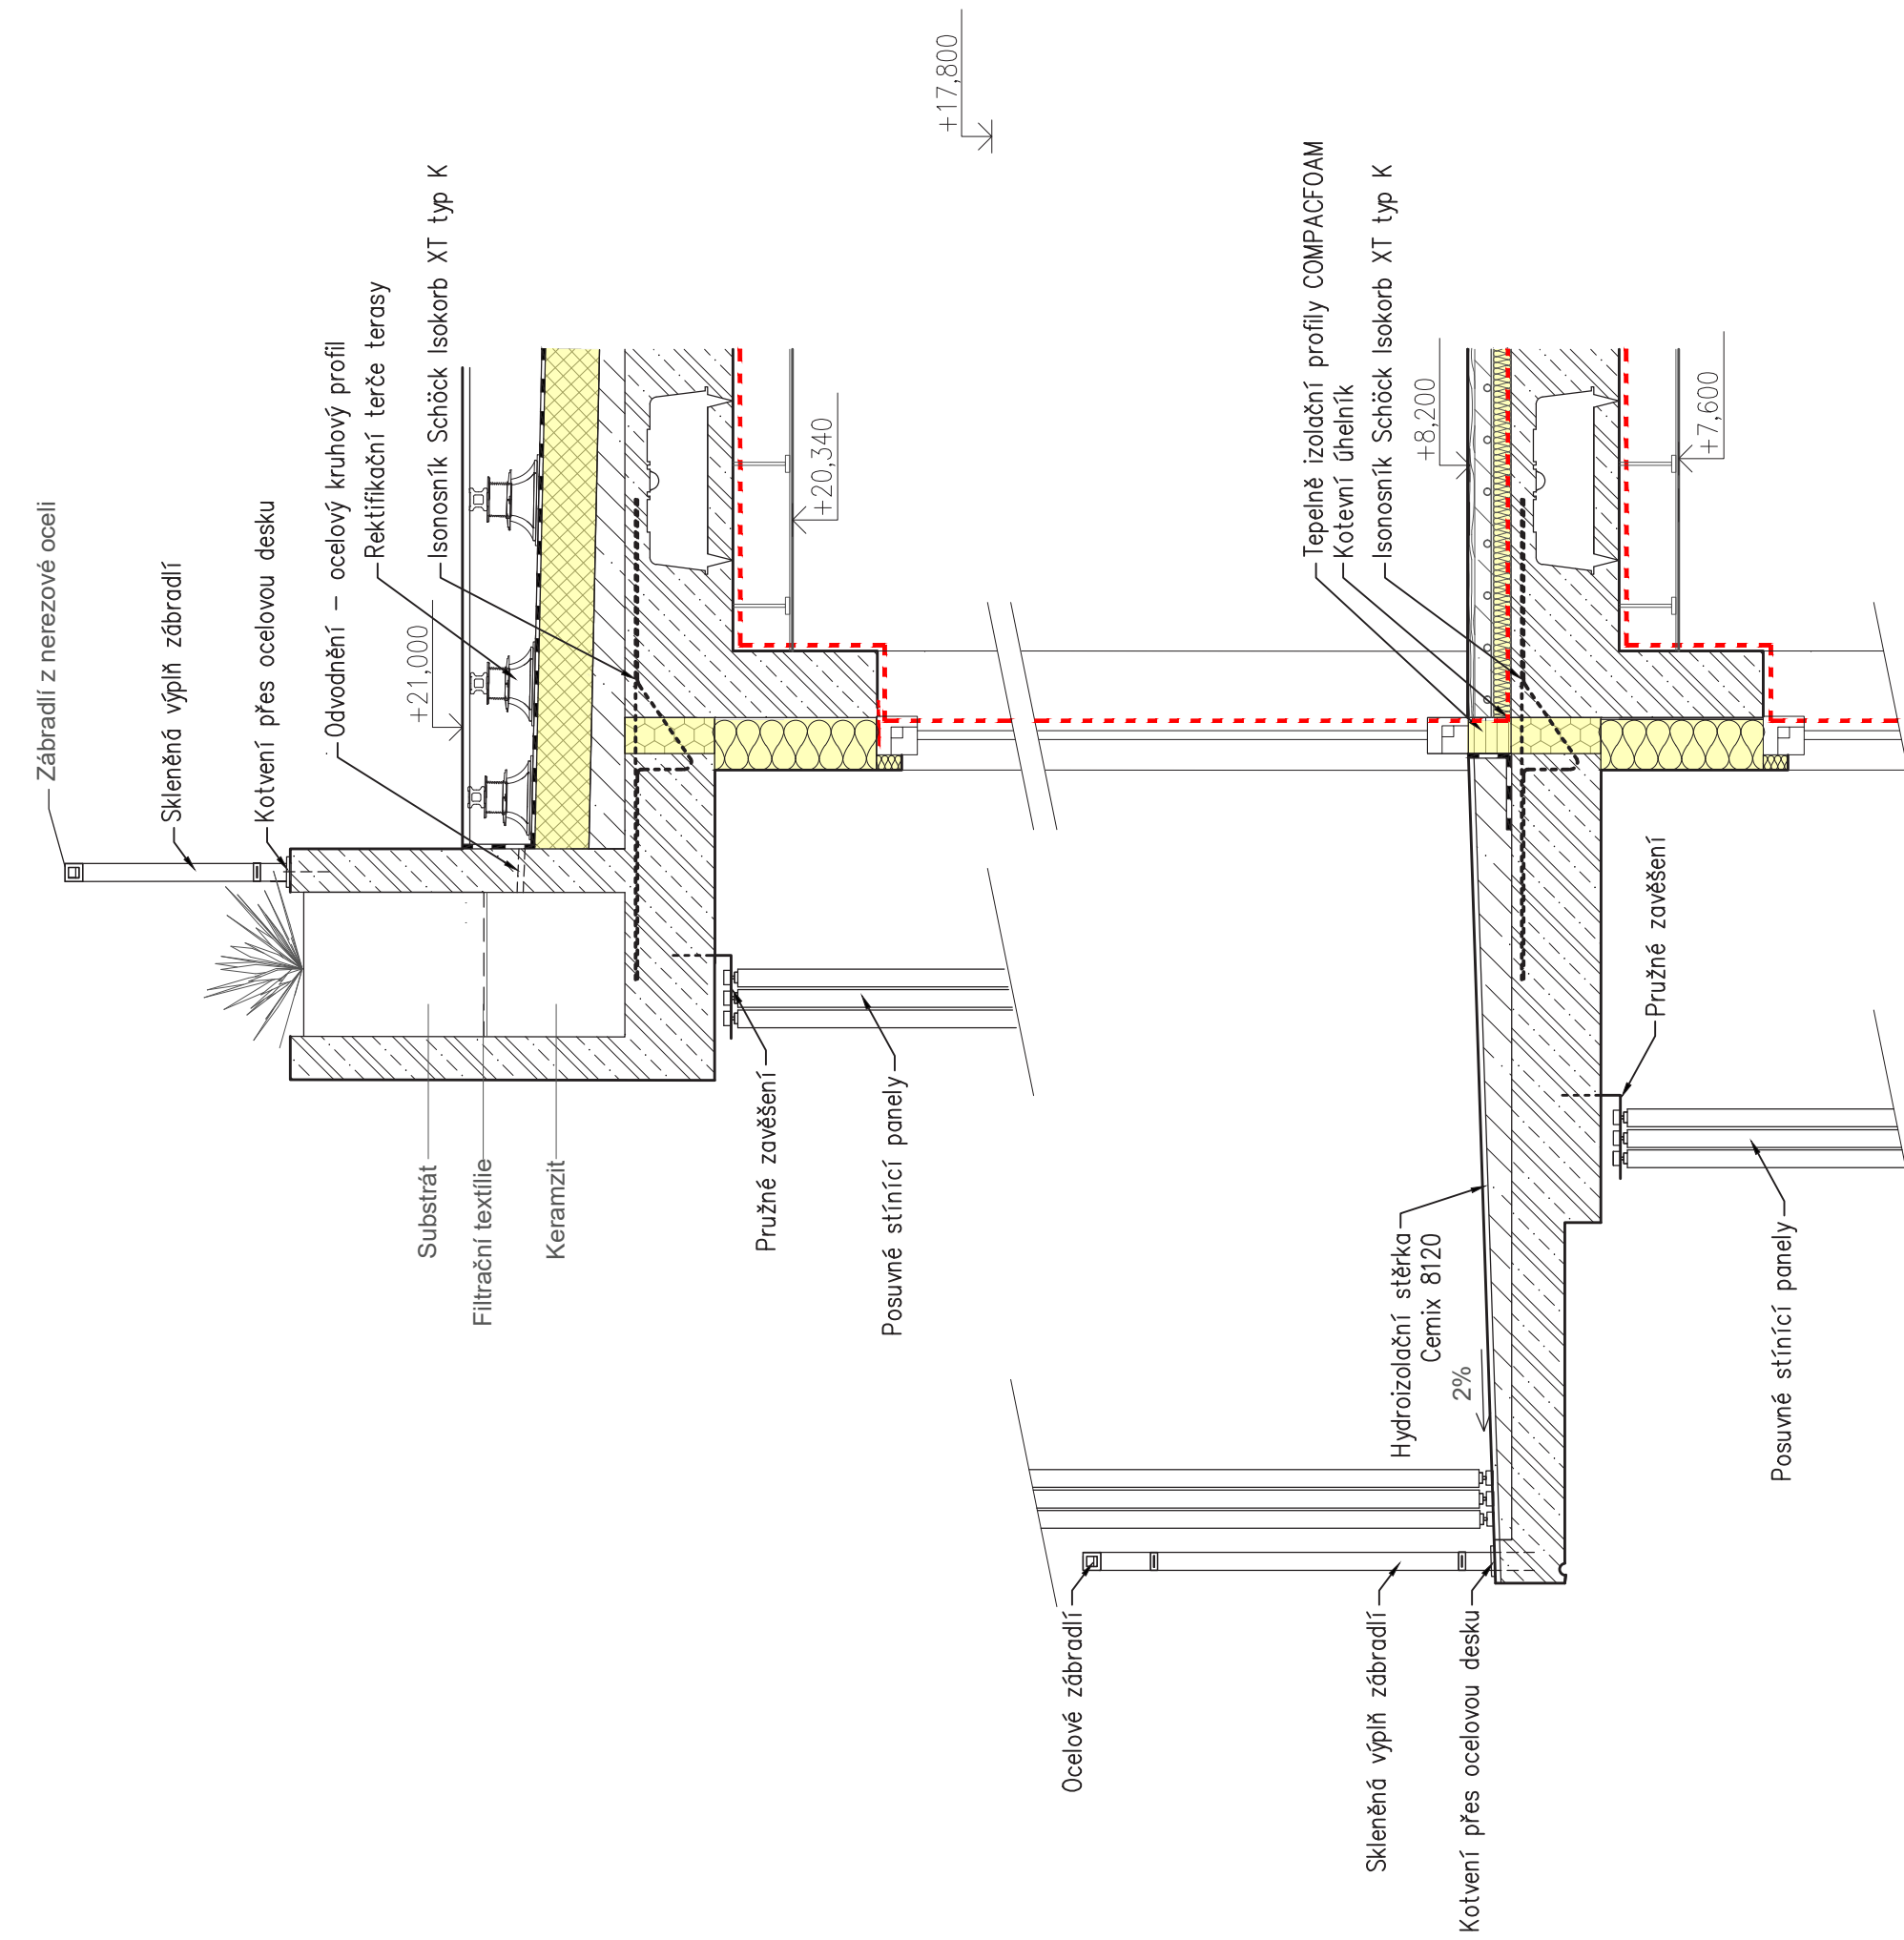 Zábradlí z nerezové oceli
Skleněná výplň zábradlí
Kotvení přes ocelovou desku
Odvodnění – ocelový kruhový profil
Rektifikační terče terasy
Isonosník Schöck Isokorb XT typ K
+21,000
+20,340
+17,800
Substrát
Filtrační textílie
Keramzit
Pružné zavěšení
Posuvné stínící panely
Tepelně izolační profily COMPACFOAM
Kotevní úhelník
Isonosník Schöck Isokorb XT typ K
+8,200
+7,600
Pružné zavěšení
Posuvné stínící panely
Hydroizolační stěrka
Cemix 8120
2%
Ocelové zábradlí
Skleněná výplň zábradlí
Kotvení přes ocelovou desku